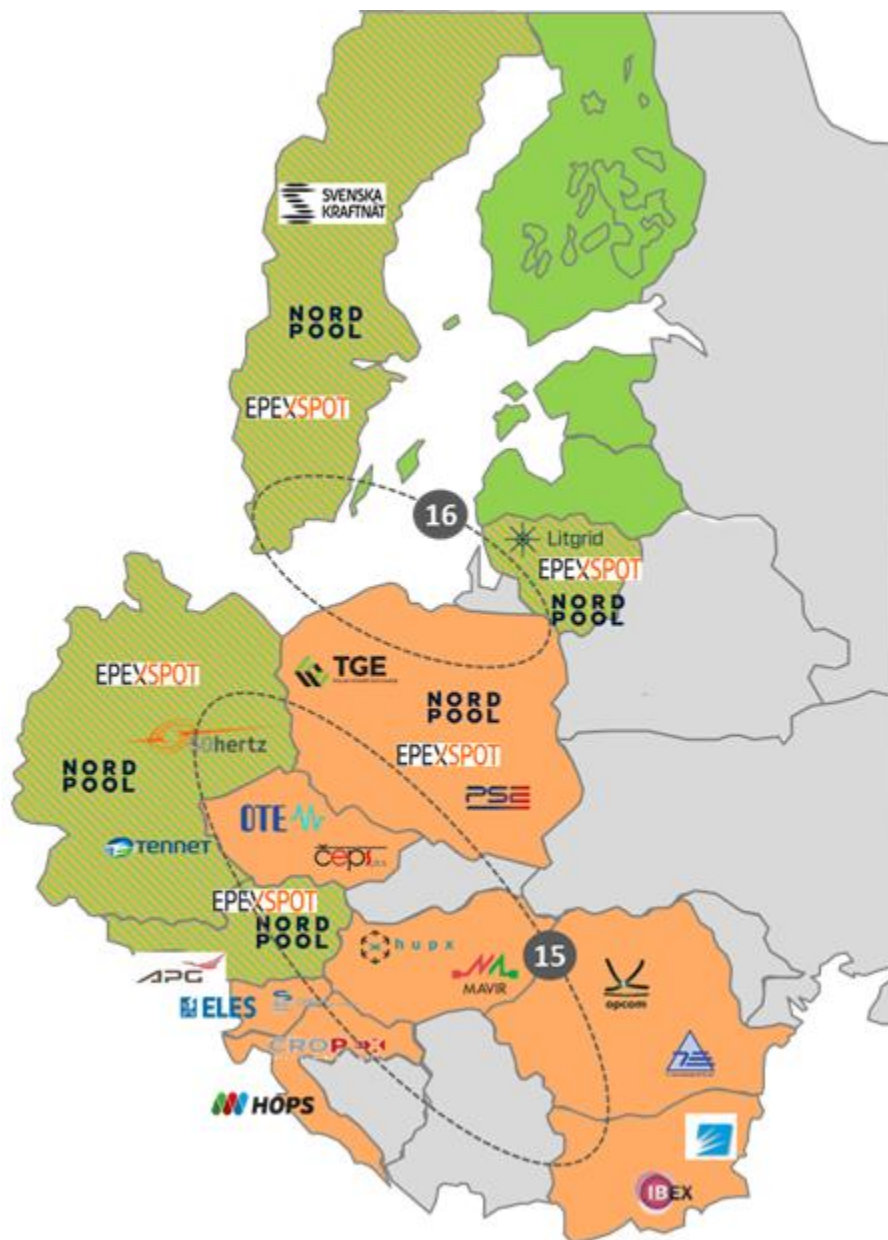 SVENSKA
KRAFTNÄT
NORD
POOL
EPEXSPOT
16
Litgrid
EPEXSPOT
NORD
POOL
TGE
EPEXSPOT
NORD
POOL
50hertz
EPEXSPOT
NORD
POOL
PSE
OTE
TENNET
čeps
EPEXSPOT
NORD
POOL
hupx
15
MAVIR
APG
opcom
ELES
CROPEX
HOPS
IBEX